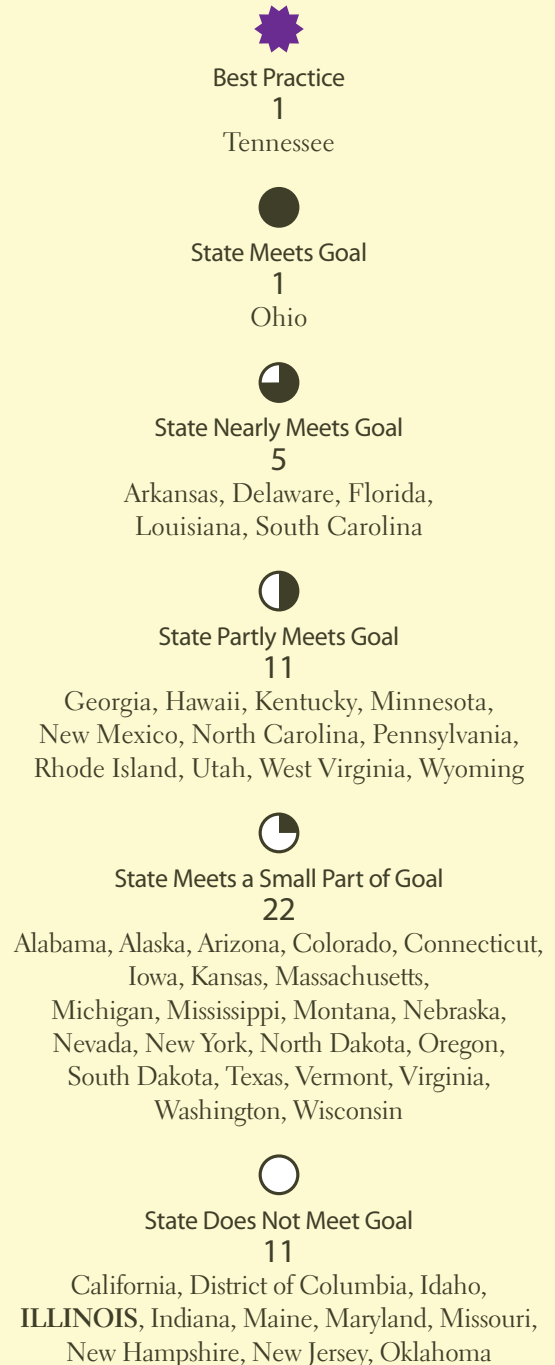 Best Practice
1
Tennessee
State Meets Goal
1
Ohio
State Nearly Meets Goal
5
Arkansas, Delaware, Florida,
Louisiana, South Carolina
State Partly Meets Goal
11
Georgia, Hawaii, Kentucky, Minnesota,
New Mexico, North Carolina, Pennsylvania,
Rhode Island, Utah, West Virginia, Wyoming
State Meets a Small Part of Goal
22
Alabama, Alaska, Arizona, Colorado, Connecticut,
Iowa, Kansas, Massachusetts,
Michigan, Mississippi, Montana, Nebraska,
Nevada, New York, North Dakota, Oregon,
South Dakota, Texas, Vermont, Virginia,
Washington, Wisconsin
State Does Not Meet Goal
11
California, District of Columbia, Idaho,
ILLINOIS, Indiana, Maine, Maryland, Missouri,
New Hampshire, New Jersey, Oklahoma